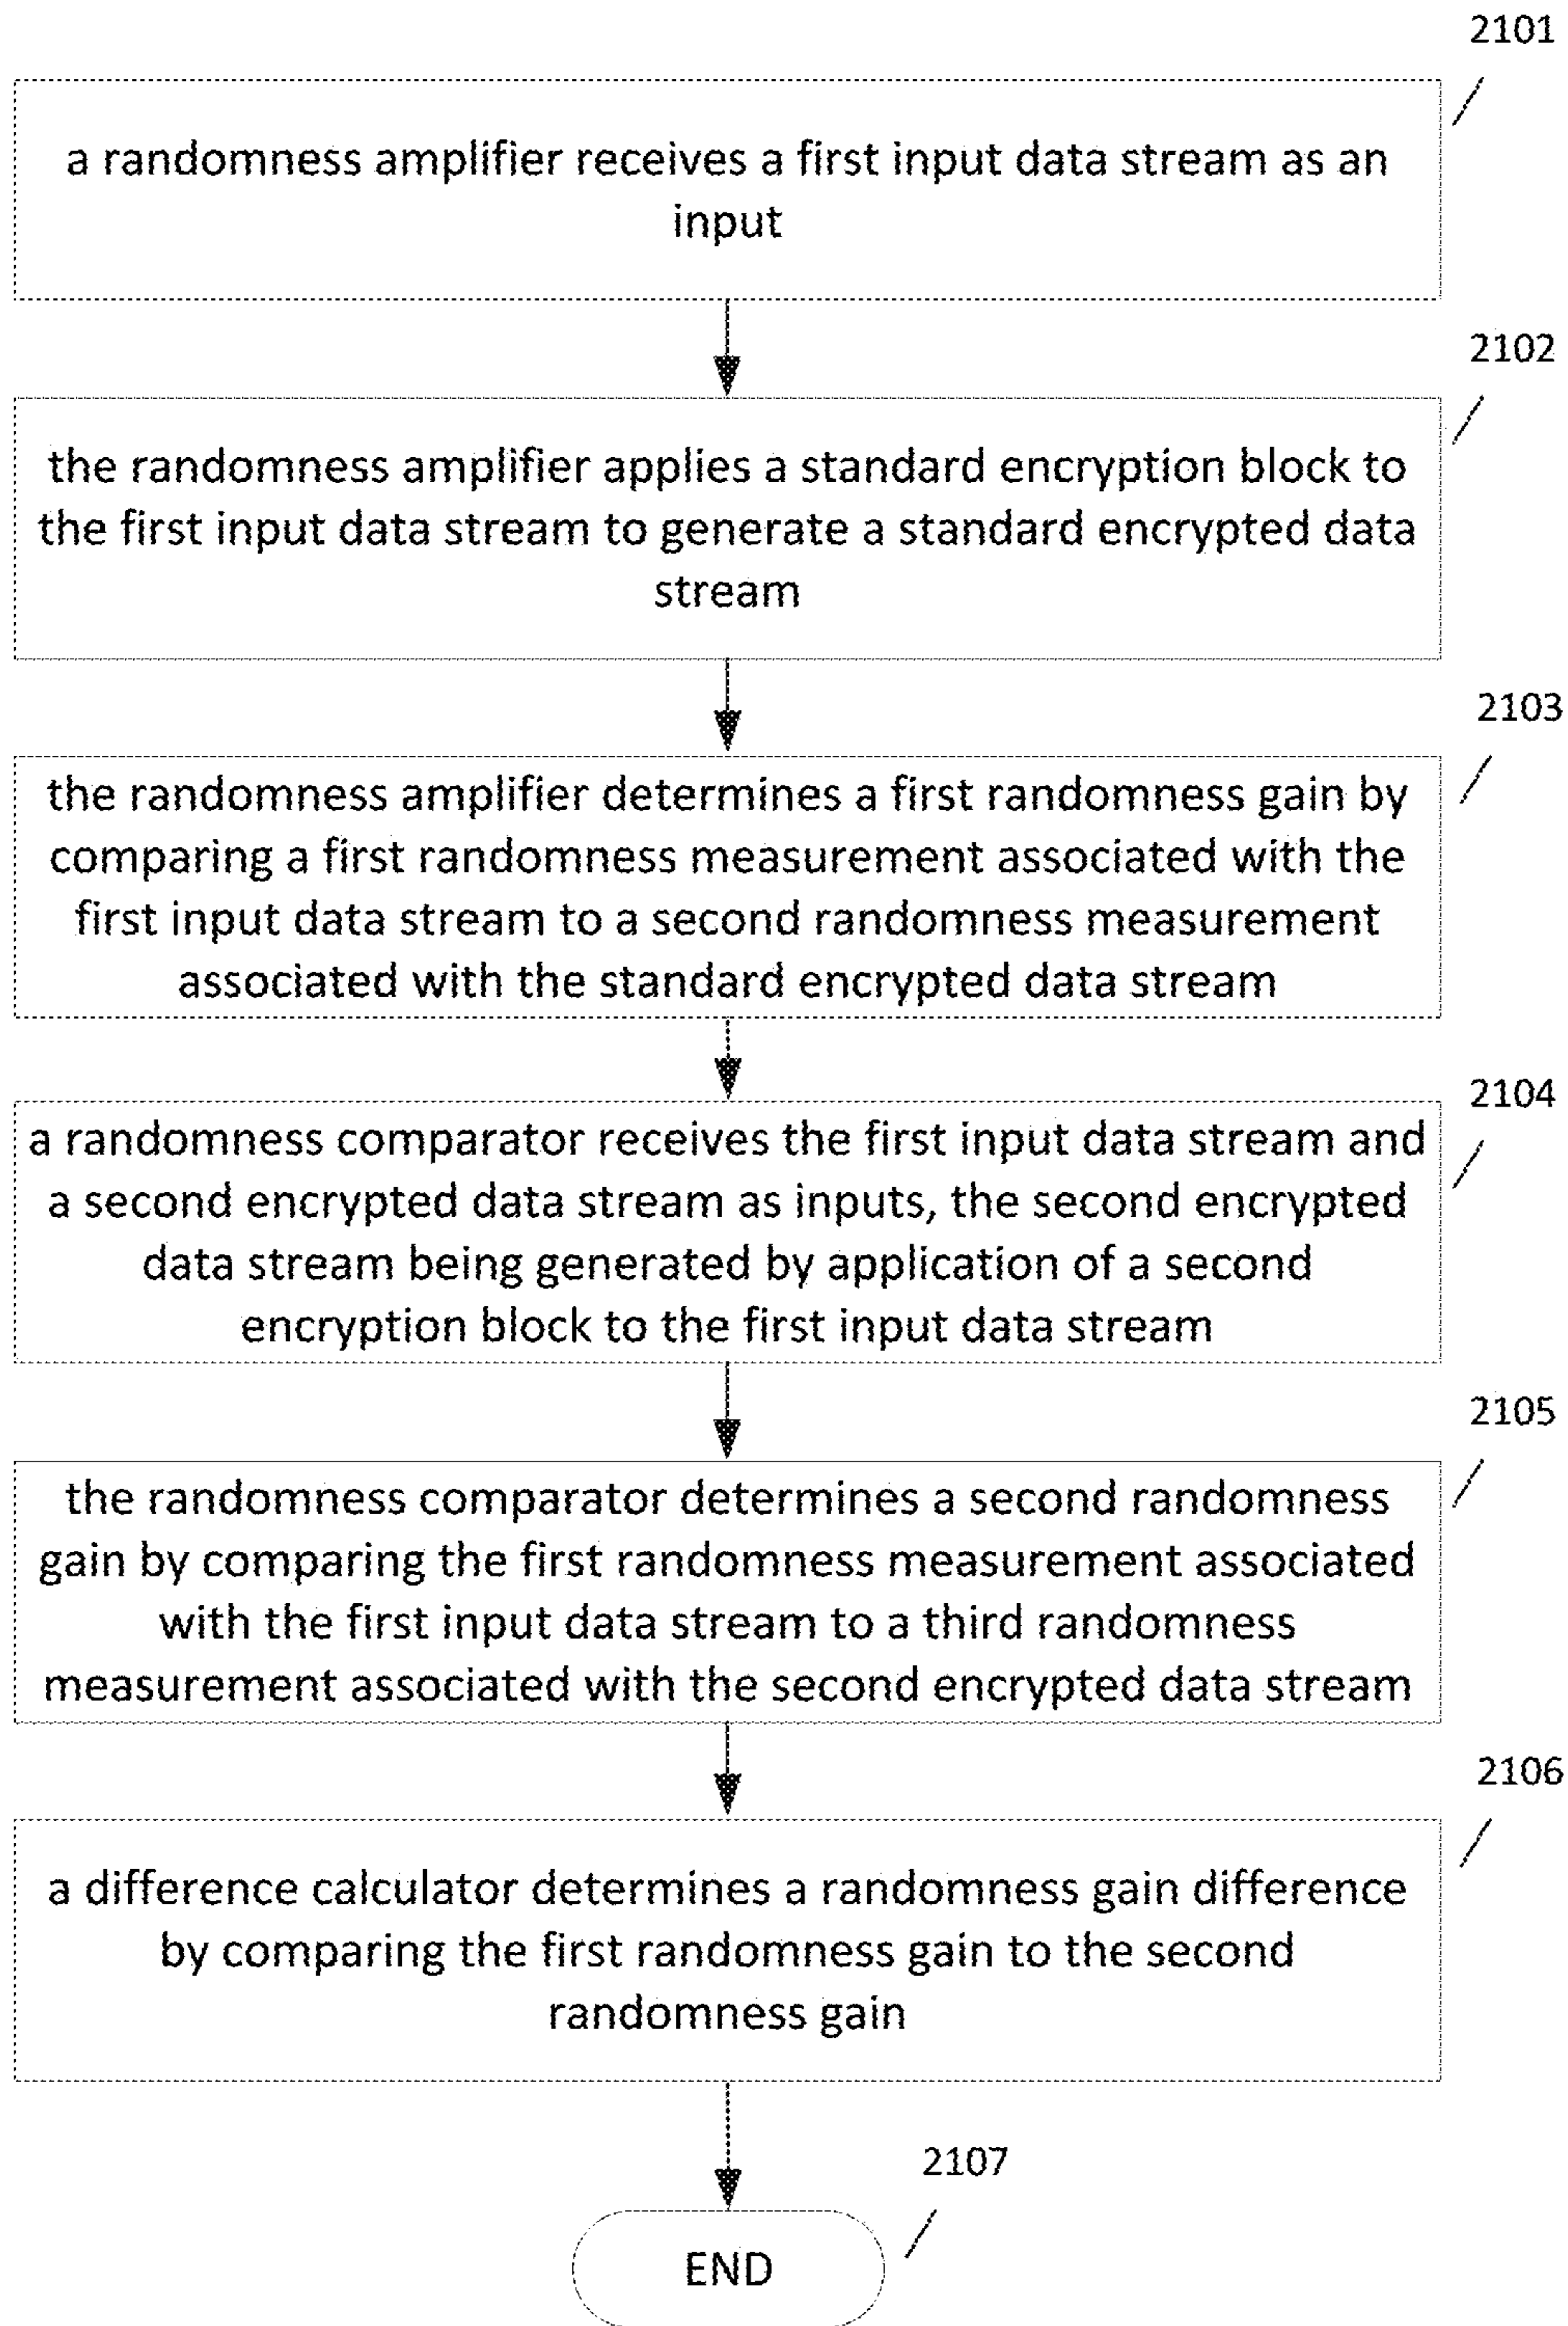 2101
a randomness amplifier receives a first input data stream as an
input
2102
the randomness amplifier applies a standard encryption block to
the first input data stream to generate a standard encrypted data
stream
2103
the randomness amplifier determines a first randomness gain by
comparing a first randomness measurement associated with the
first input data stream to a second randomness measurement
associated with the standard encrypted data stream
2104
a randomness comparator receives the first input data stream and
a second encrypted data stream as inputs, the second encrypted
data stream being generated by application of a second
encryption block to the first input data stream
2105
the randomness comparator determines a second randomness
gain by comparing the first randomness measurement associated
with the first input data stream to a third randomness
measurement associated with the second encrypted data stream
2106
a difference calculator determines a randomness gain difference
by comparing the first randomness gain to the second
randomness gain
2107
END